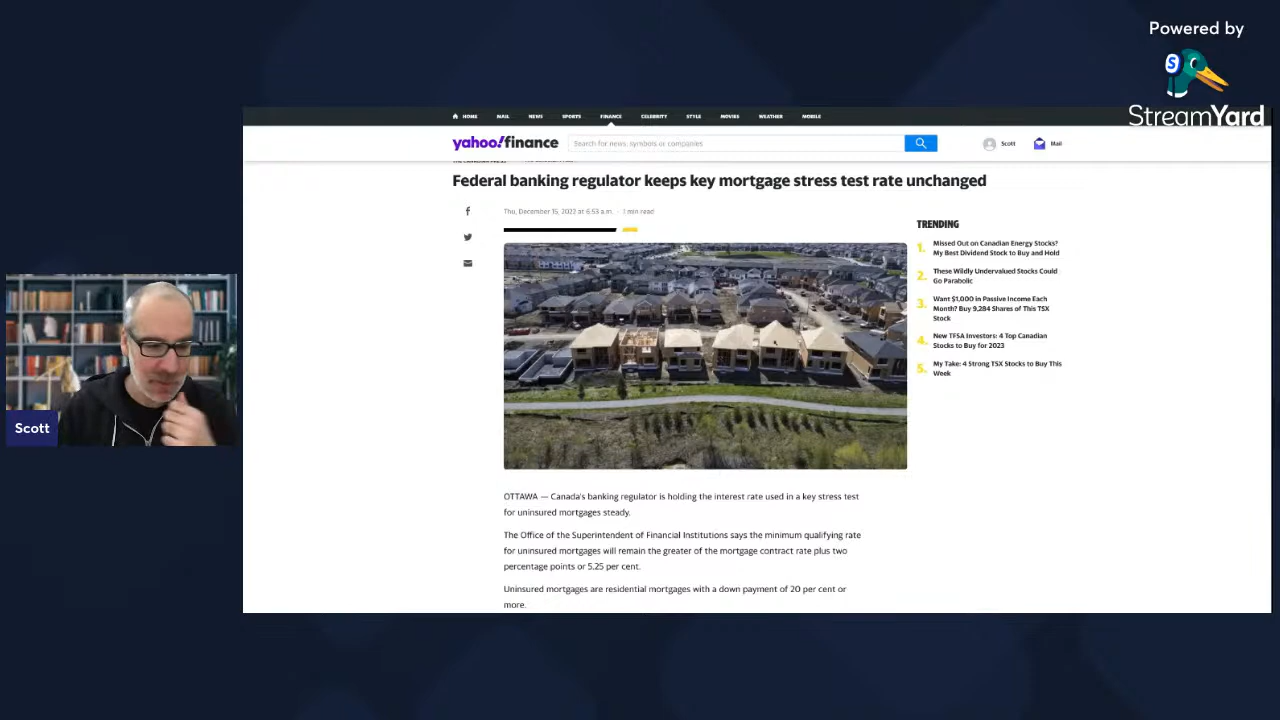 Powered by
StreamYard
HOME MAIL NEWS SPORTS FINANCE CELEBRITY STYLE MOVIES WEATHER MOBILE
yahoo!finance
Search for news, symbols or companies
Scott
Mail
Federal banking regulator keeps key mortgage stress test rate unchanged
Thu, December 15, 2022 at 6:53 a.m. · 1 min read
TRENDING
1. Missed Out on Canadian Energy Stocks?
My Best Dividend Stock to Buy and Hold
2. These Wildly Undervalued Stocks Could
Go Parabolic
3. Want $1,000 in Passive Income Each
Month? Buy 9,284 Shares of This TSX
Stock
4. New TFSA Investors: 4 Top Canadian
Stocks to Buy for 2023
5. My Take: 4 Strong TSX Stocks to Buy This
Week
Scott
OTTAWA — Canada's banking regulator is holding the interest rate used in a key stress test
for uninsured mortgages steady.
The Office of the Superintendent of Financial Institutions says the minimum qualifying rate
for uninsured mortgages will remain the greater of the mortgage contract rate plus two
percentage points or 5.25 per cent.
Uninsured mortgages are residential mortgages with a down payment of 20 per cent or
more.